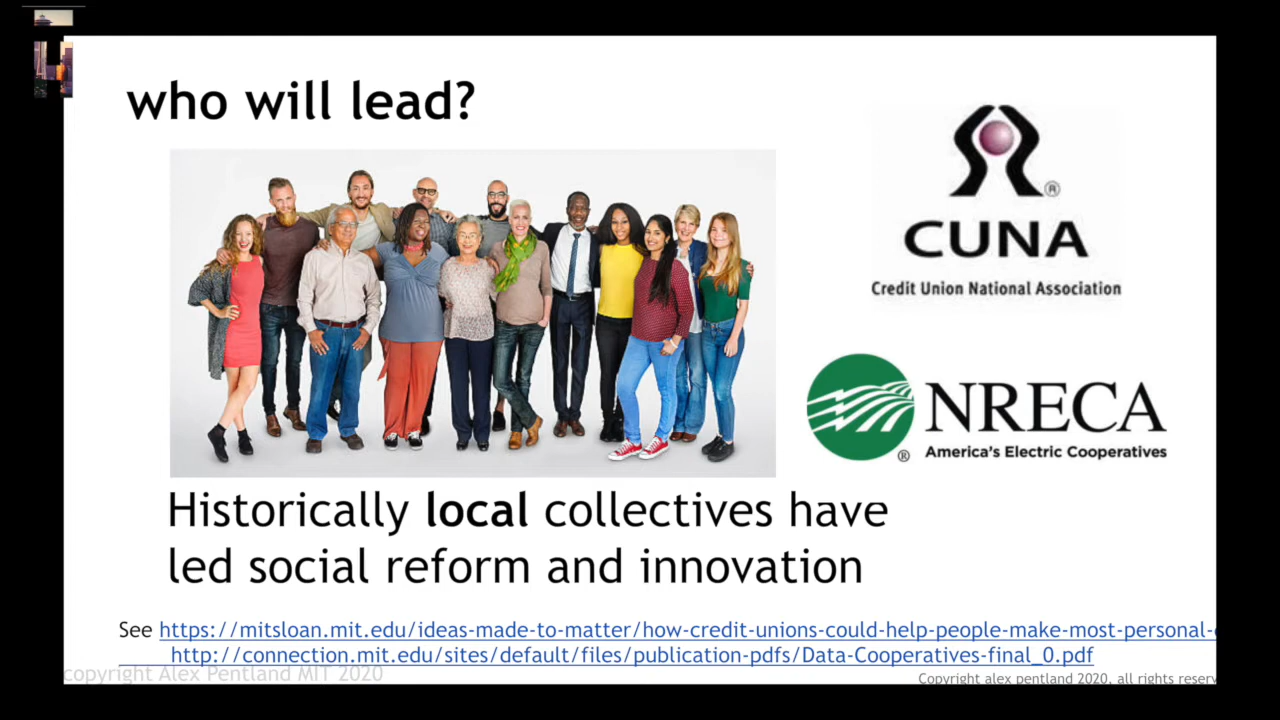 who will lead?
®
CUNA
Credit Union National Association
NRECA
®
America's Electric Cooperatives
Historically local collectives have
led social reform and innovation
See https://mitsloan.mit.edu/ideas-made-to-matter/how-credit-unions-could-help-people-make-most-personal-
http://connection.mit.edu/sites/default/files/publication-pdfs/Data-Cooperatives-final_0.pdf
copyright Alex Pentland MIT 2020
Copyright alex pentland 2020, all rights reserv